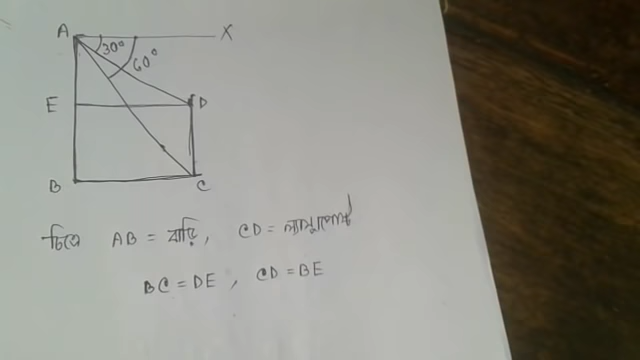 A X
30°
60°
E D
B C
চিত্রে AB = বাড়ি, CD = ল্যাম্পপোস্ট
BC = DE, CD = BE